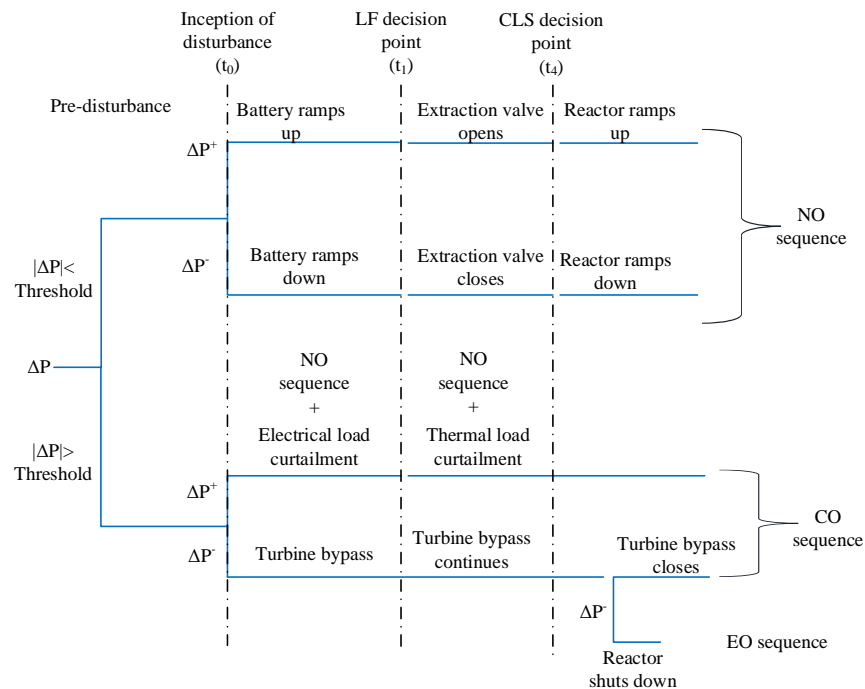 Inception of
disturbance
(t₀)
LF decision
point
(t₁)
CLS decision
point
(t₄)
Pre-disturbance
Battery ramps
up
Extraction valve
opens
Reactor ramps
up
ΔP⁺
NO
sequence
ΔP⁻
Battery ramps
down
Extraction valve
closes
Reactor ramps
down
|ΔP|<
Threshold
ΔP
NO
sequence
+
Electrical load
curtailment
NO
sequence
+
Thermal load
curtailment
|ΔP|>
Threshold
ΔP⁺
CO
sequence
ΔP⁻
Turbine bypass
Turbine bypass
continues
Turbine bypass
closes
ΔP⁻
EO sequence
Reactor
shuts down